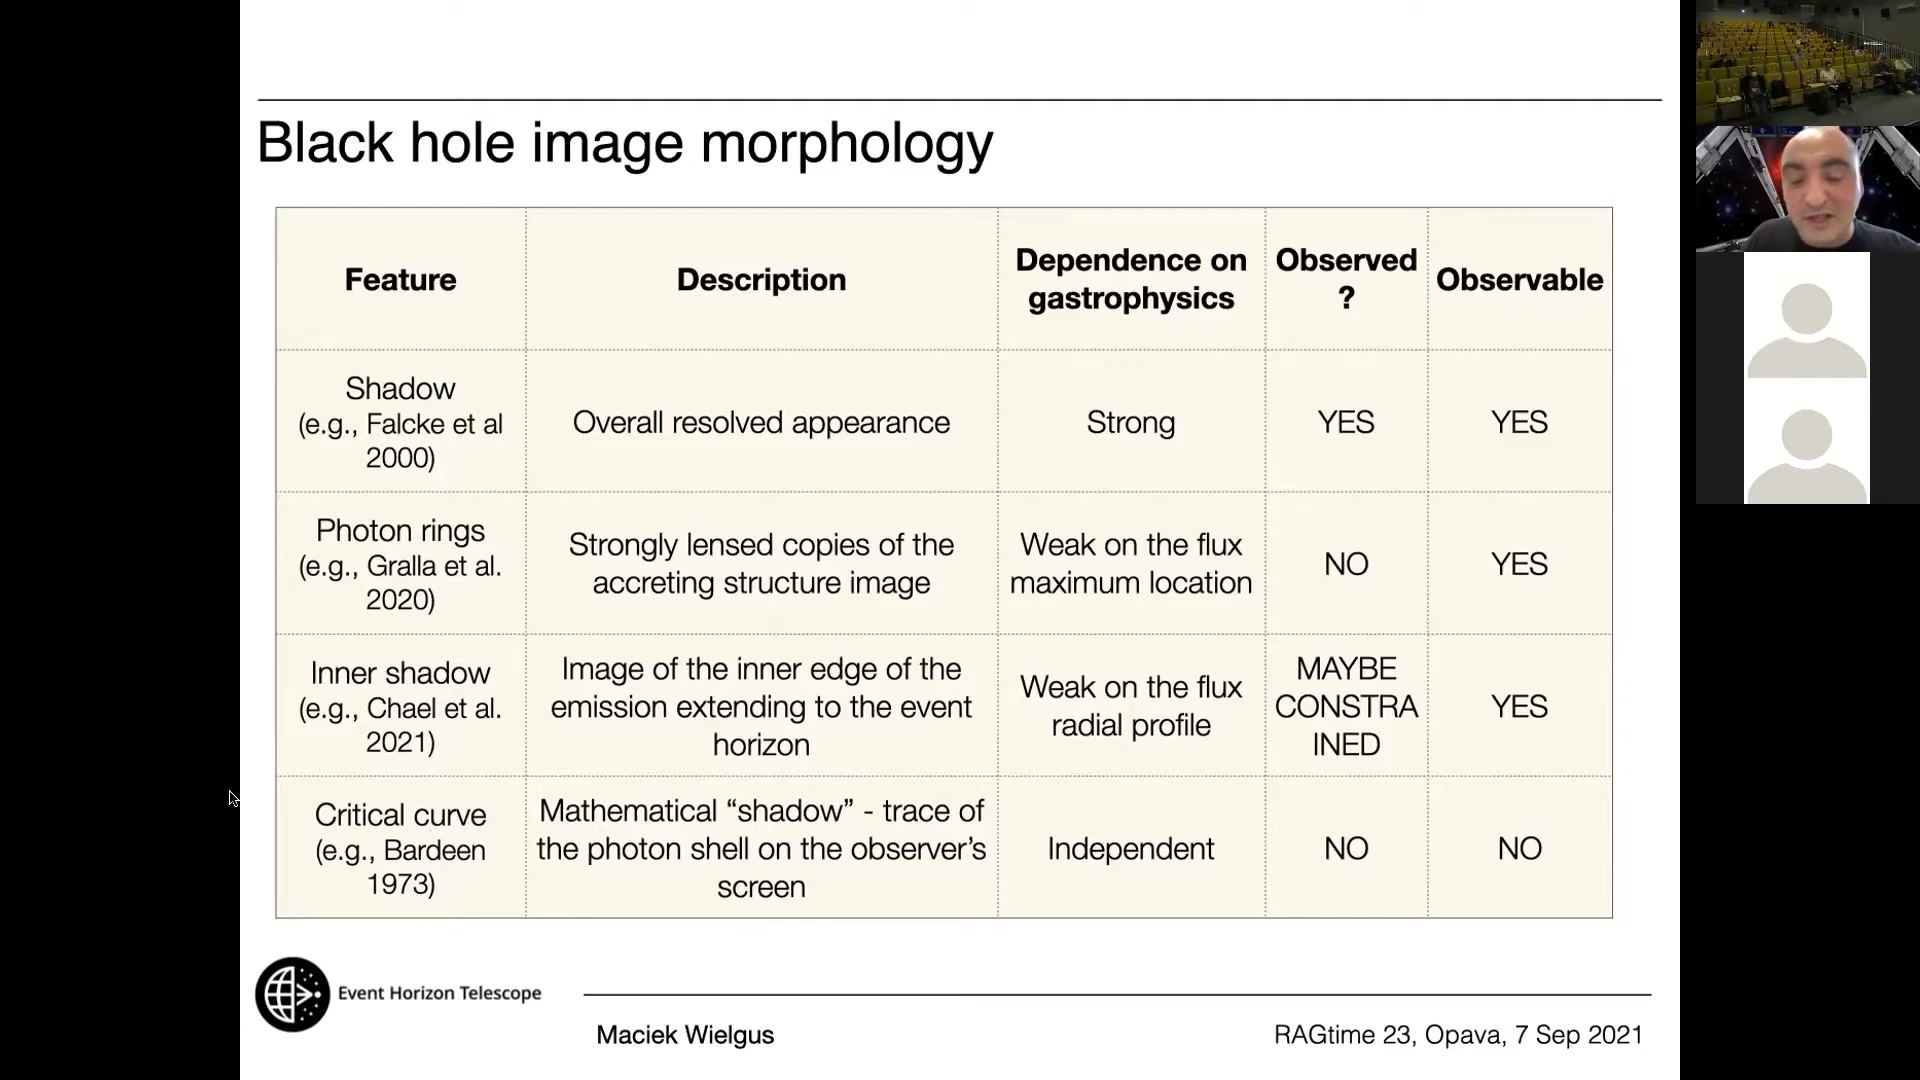 Black hole image morphology
Feature
Description
Dependence on
gastrophysics
Observed
?
Observable
Shadow
(e.g., Falcke et al
2000)
Overall resolved appearance
Strong
YES
YES
Photon rings
(e.g., Gralla et al.
2020)
Strongly lensed copies of the
accreting structure image
Weak on the flux
maximum location
NO
YES
Inner shadow
(e.g., Chael et al.
2021)
Image of the inner edge of the
emission extending to the event
horizon
Weak on the flux
radial profile
MAYBE
CONSTRA
INED
YES
Critical curve
(e.g., Bardeen
1973)
Mathematical “shadow” - trace of
the photon shell on the observer’s
screen
Independent
NO
NO
Event Horizon Telescope
Maciek Wielgus
RAGtime 23, Opava, 7 Sep 2021